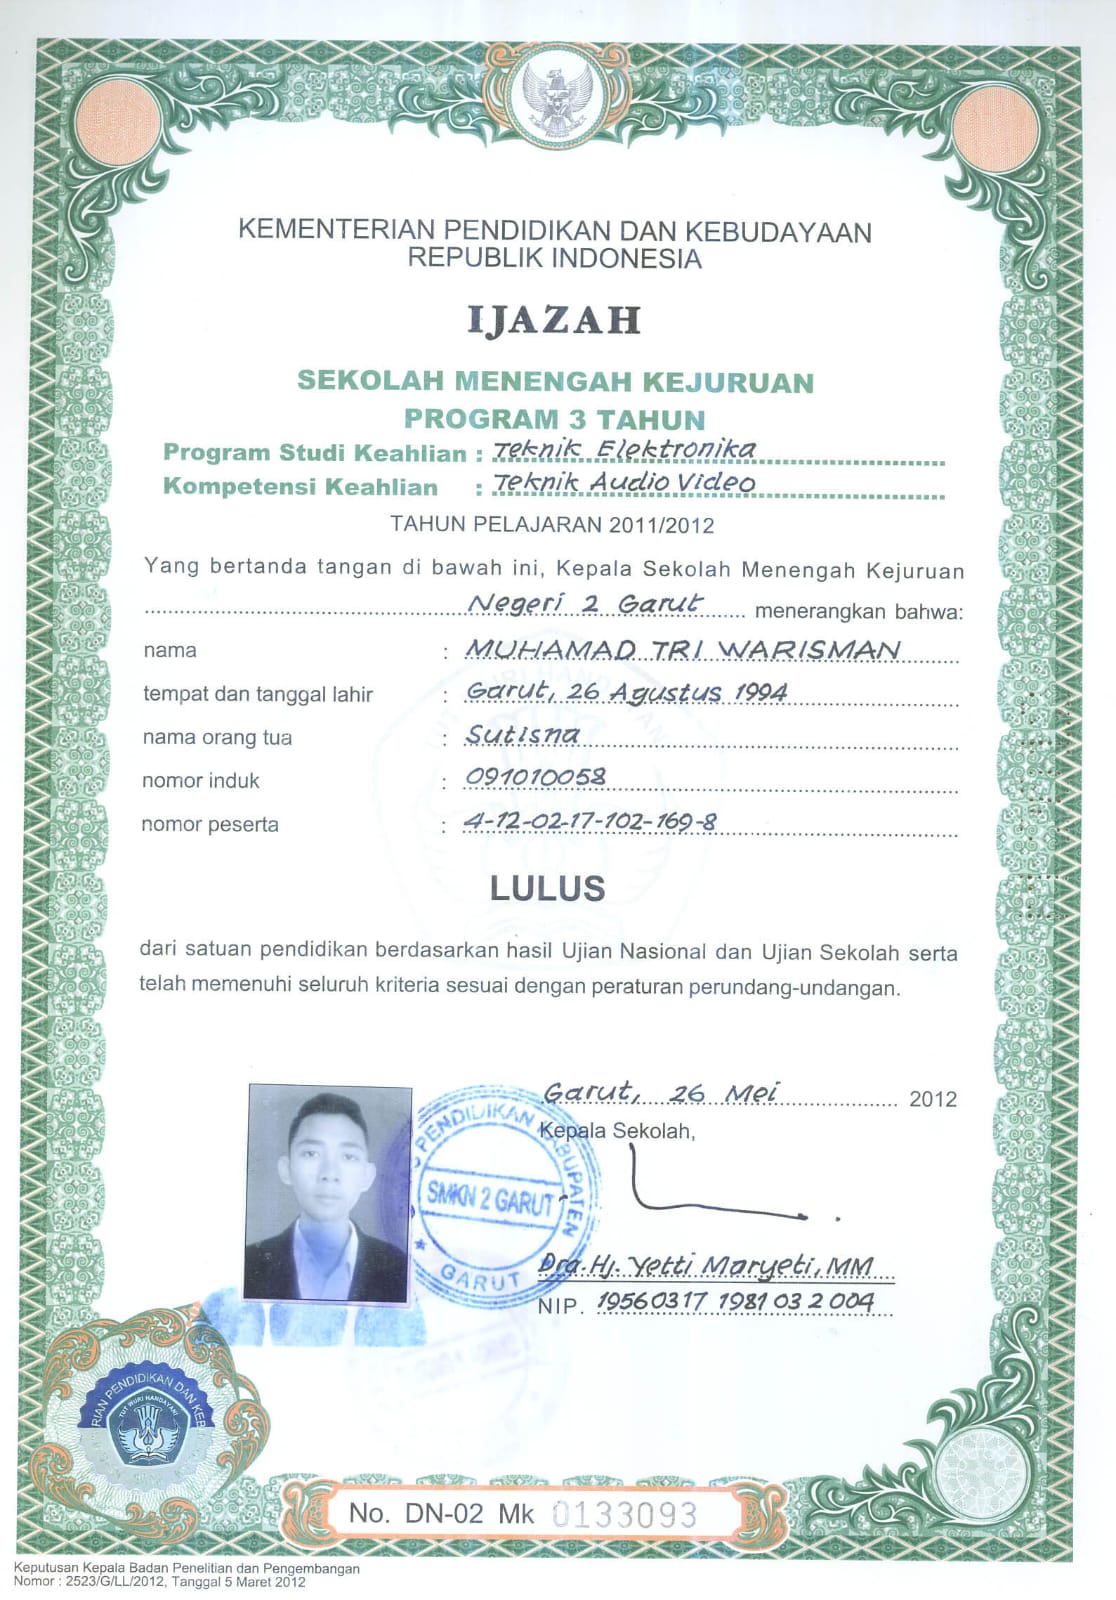 KEMENTERIAN PENDIDIKAN DAN KEBUDAYAAN
REPUBLIK INDONESIA
IJAZAH
SEKOLAH MENENGAH KEJURUAN
PROGRAM 3 TAHUN
Program Studi Keahlian : Teknik Elektronika
Kompetensi Keahlian : Teknik Audio Video
TAHUN PELAJARAN 2011/2012
Yang bertanda tangan di bawah ini, Kepala Sekolah Menengah Kejuruan
Negeri 2 Garut menerangkan bahwa:
nama : MUHAMAD TRI WARISMAN
tempat dan tanggal lahir : Garut, 26 Agustus 1994
nama orang tua : Sutisna
nomor induk : 091010058
nomor peserta : 4-12-02-17-102-169-8
LULUS
dari satuan pendidikan berdasarkan hasil Ujian Nasional dan Ujian Sekolah serta
telah memenuhi seluruh kriteria sesuai dengan peraturan perundang-undangan.
Garut, 26 Mei 2012
Kepala Sekolah,
PENDIDIKAN KABUPATEN
SMKN 2 GARUT
GARUT
Dra. Hj. Yetti Maryeti, MM
NIP. 19560317 198103 2 004
PENDIDIKAN DAN
TUT WURI HANDAYANI
No. DN-02 Mk 0133093
Keputusan Kepala Badan Penelitian dan Pengembangan
Nomor : 2523/G/LL/2012, Tanggal 5 Maret 2012